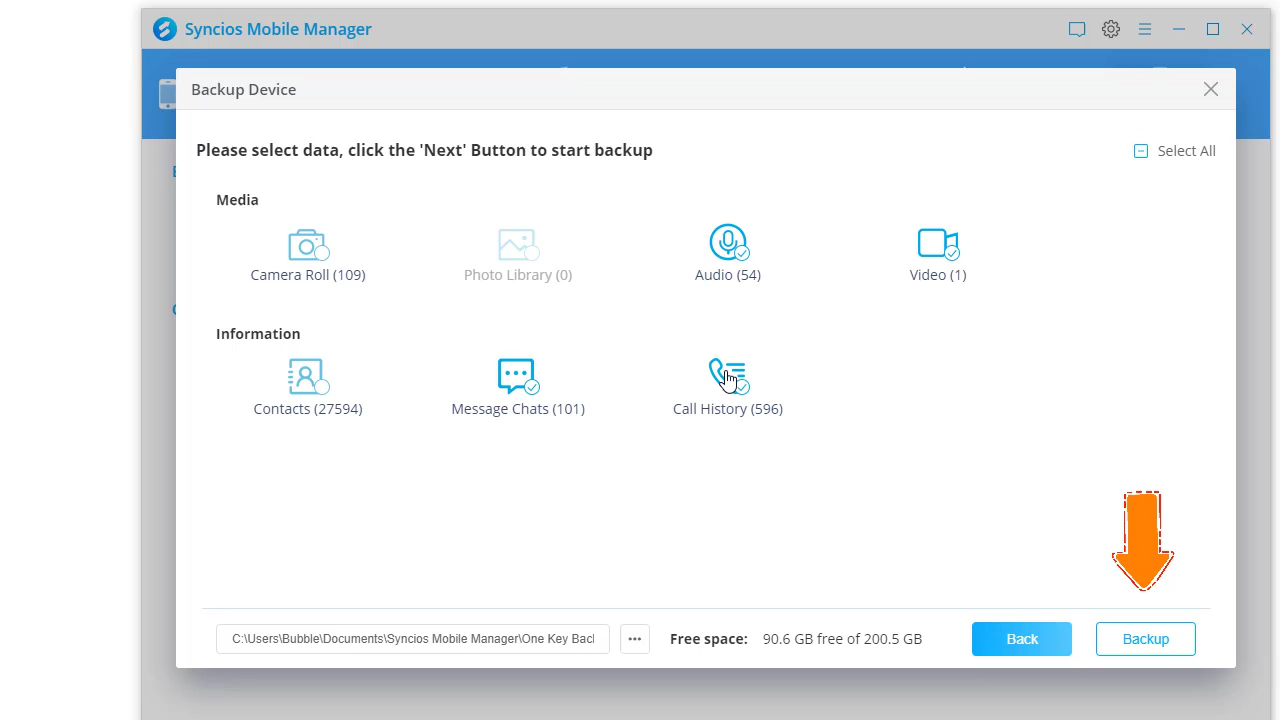 Syncios Mobile Manager
Backup Device
Please select data, click the 'Next' Button to start backup
Select All
Media
Camera Roll (109)
Photo Library (0)
Audio (54)
Video (1)
Information
Contacts (27594)
Message Chats (101)
Call History (596)
C:\Users\Bubble\Documents\Syncios Mobile Manager\One Key Bacl
Free space: 90.6 GB free of 200.5 GB
Back
Backup